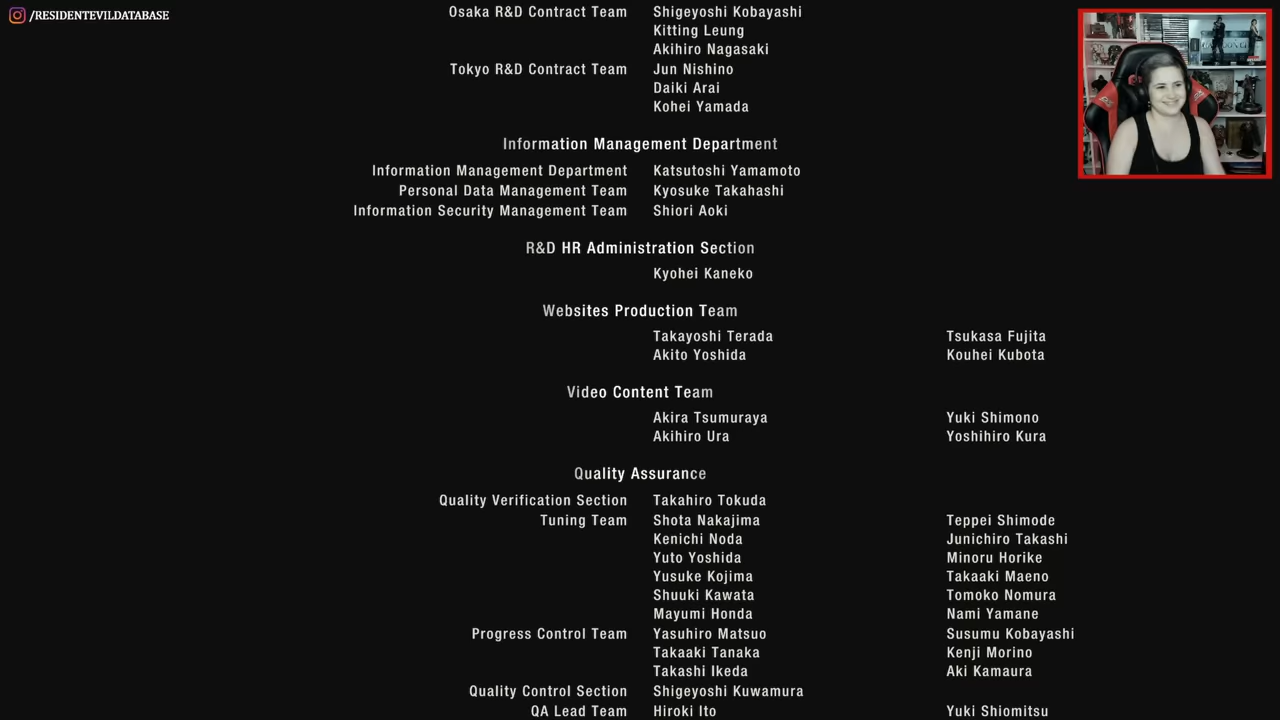 /RESIDENTEVILDATABASE
Osaka R&D Contract Team Shigeyoshi Kobayashi
Kitting Leung
Akihiro Nagasaki
Tokyo R&D Contract Team Jun Nishino
Daiki Arai
Kohei Yamada
Information Management Department
Information Management Department Katsutoshi Yamamoto
Personal Data Management Team Kyosuke Takahashi
Information Security Management Team Shiori Aoki
R&D HR Administration Section
Kyohei Kaneko
Websites Production Team
Takayoshi Terada Tsukasa Fujita
Akito Yoshida Kouhei Kubota
Video Content Team
Akira Tsumuraya Yuki Shimono
Akihiro Ura Yoshihiro Kura
Quality Assurance
Quality Verification Section Takahiro Tokuda
Tuning Team Shota Nakajima Teppei Shimode
Kenichi Noda Junichiro Takashi
Yuto Yoshida Minoru Horike
Yusuke Kojima Takaaki Maeno
Shuuki Kawata Tomoko Nomura
Mayumi Honda Nami Yamane
Progress Control Team Yasuhiro Matsuo Susumu Kobayashi
Takaaki Tanaka Kenji Morino
Takashi Ikeda Aki Kamaura
Quality Control Section Shigeyoshi Kuwamura
QA Lead Team Hiroki Ito Yuki Shiomitsu